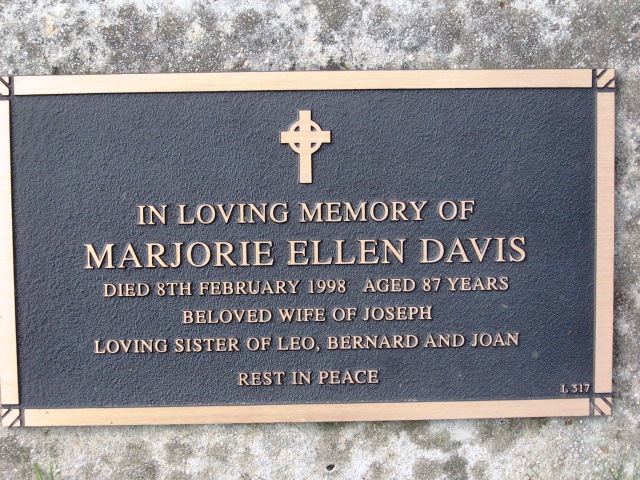 IN LOVING MEMORY OF
MARJORIE ELLEN DAVIS
DIED 8TH FEBRUARY 1998 AGED 87 YEARS
BELOVED WIFE OF JOSEPH
LOVING SISTER OF LEO, BERNARD AND JOAN
REST IN PEACE
L 517